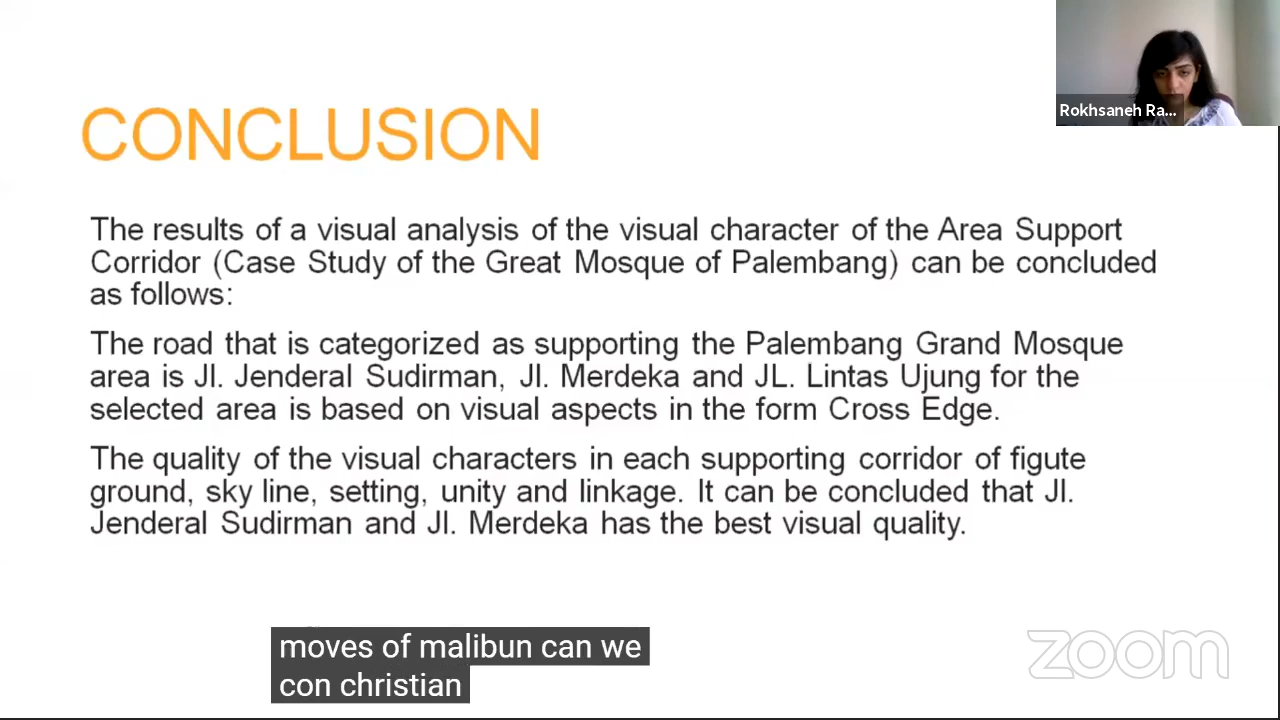 Rokhsaneh Ra...
CONCLUSION
The results of a visual analysis of the visual character of the Area Support
Corridor (Case Study of the Great Mosque of Palembang) can be concluded
as follows:
The road that is categorized as supporting the Palembang Grand Mosque
area is Jl. Jenderal Sudirman, Jl. Merdeka and JL. Lintas Ujung for the
selected area is based on visual aspects in the form Cross Edge.
The quality of the visual characters in each supporting corridor of figute
ground, sky line, setting, unity and linkage. It can be concluded that Jl.
Jenderal Sudirman and Jl. Merdeka has the best visual quality.
moves of malibun can we
con christian
zoom